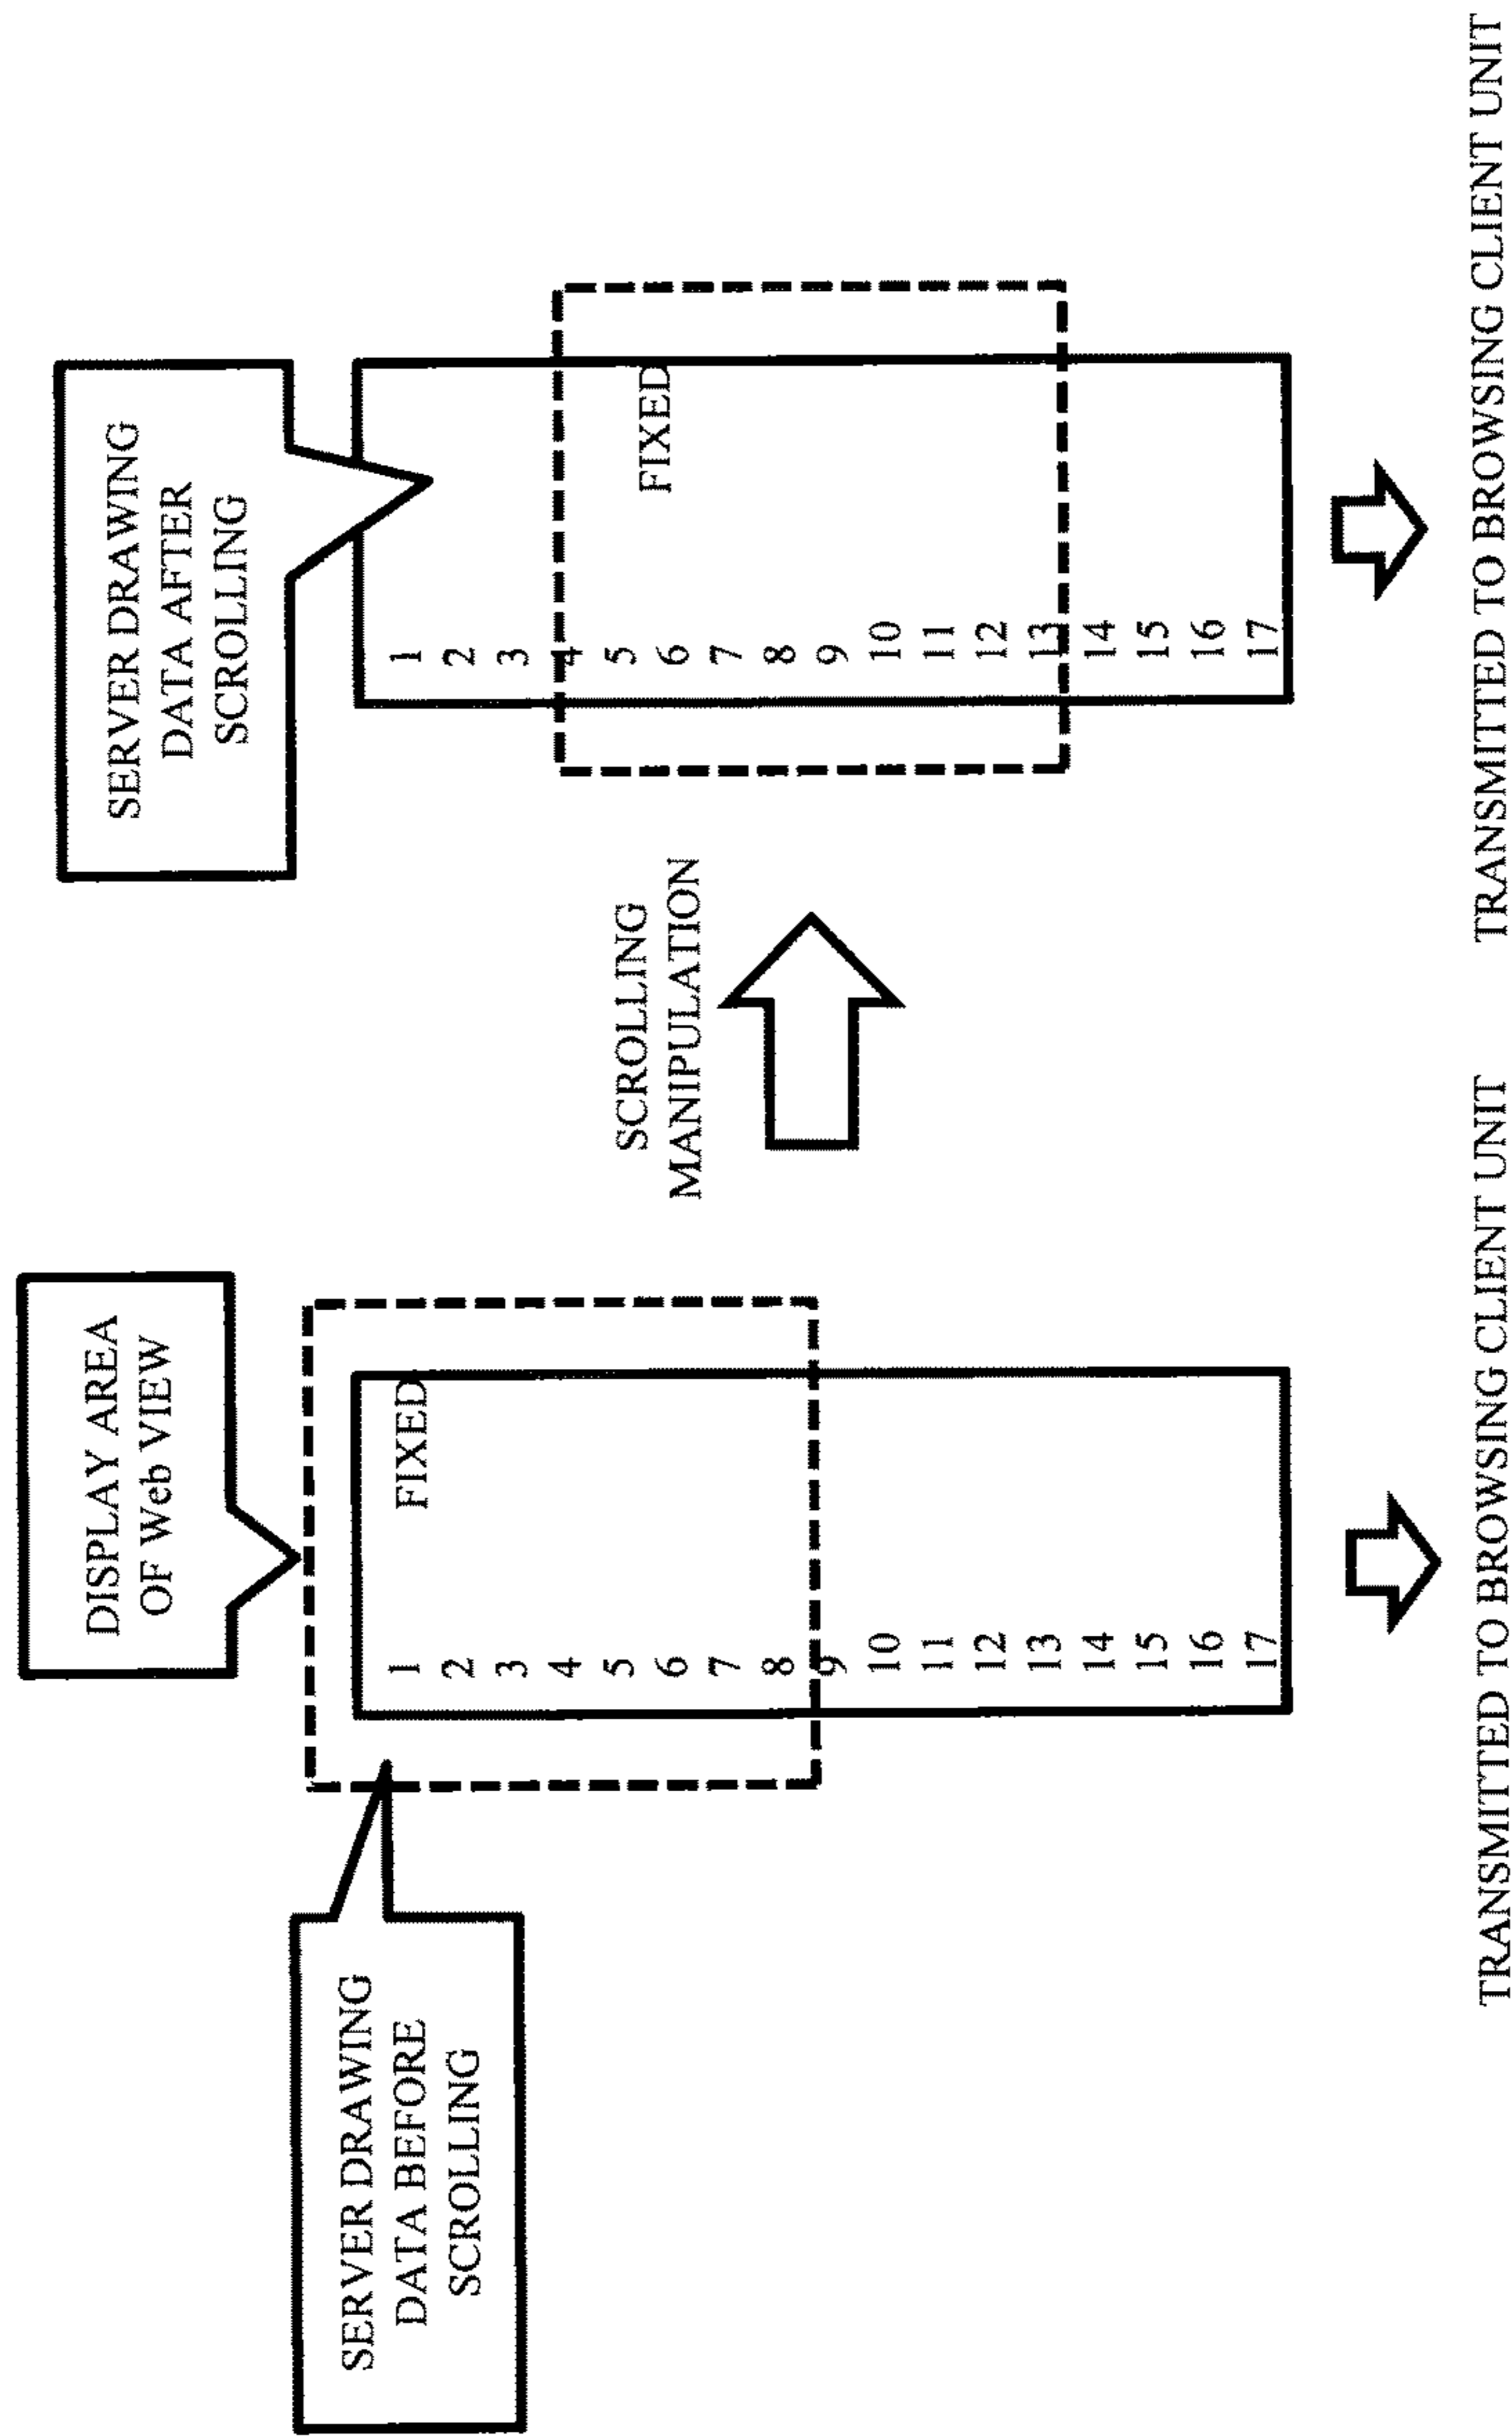 DISPLAY AREA
OF Web VIEW
SERVER DRAWING
DATA BEFORE
SCROLLING
1
2
3
4
5
6
7
8
9
10
11
12
13
14
15
16
17
FIXED
TRANSMITTED TO BROWSING CLIENT UNIT
SCROLLING
MANIPULATION
SERVER DRAWING
DATA AFTER
SCROLLING
1
2
3
4
5
6
7
8
9
10
11
12
13
14
15
16
17
FIXED
TRANSMITTED TO BROWSING CLIENT UNIT